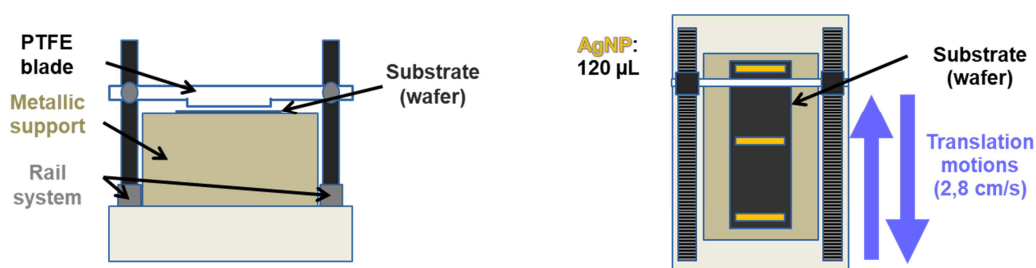 PTFE
blade
Metallic
support
Rail
system
Substrate
(wafer)
AgNP:
120 µL
Substrate
(wafer)
Translation
motions
(2,8 cm/s)